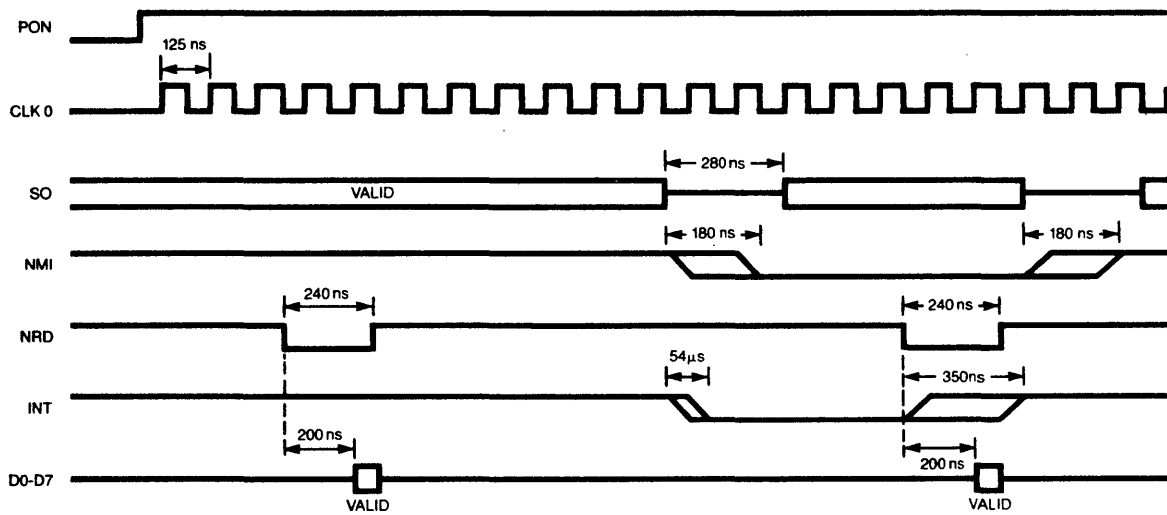 PON
125 ns
CLK 0
280 ns
SO
VALID
180 ns
180 ns
NMI
240 ns
240 ns
NRD
54μs
350ns
INT
200 ns
200 ns
D0-D7
VALID
VALID